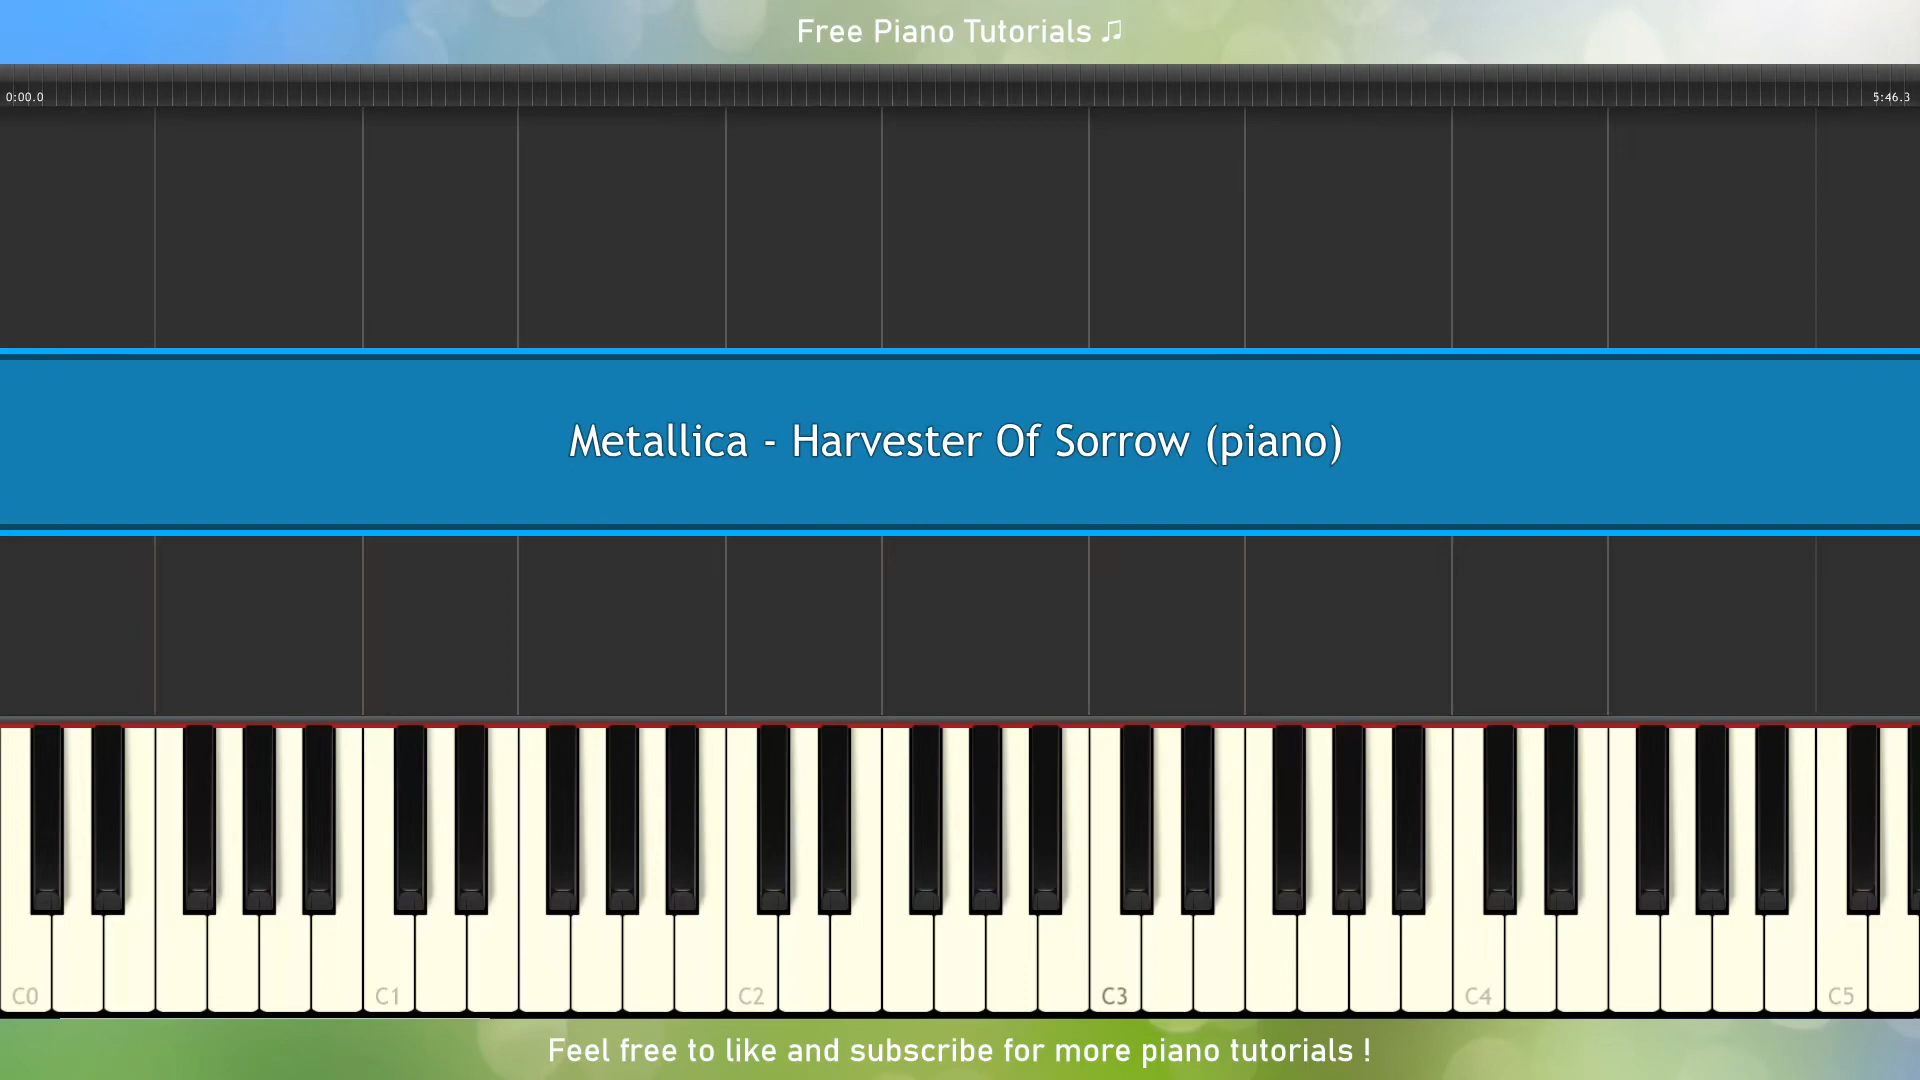 Free Piano Tutorials ♫
0:00.0
5:46.3
Metallica - Harvester Of Sorrow (piano)
C0 C1 C2 C3 C4 C5
Feel free to like and subscribe for more piano tutorials !